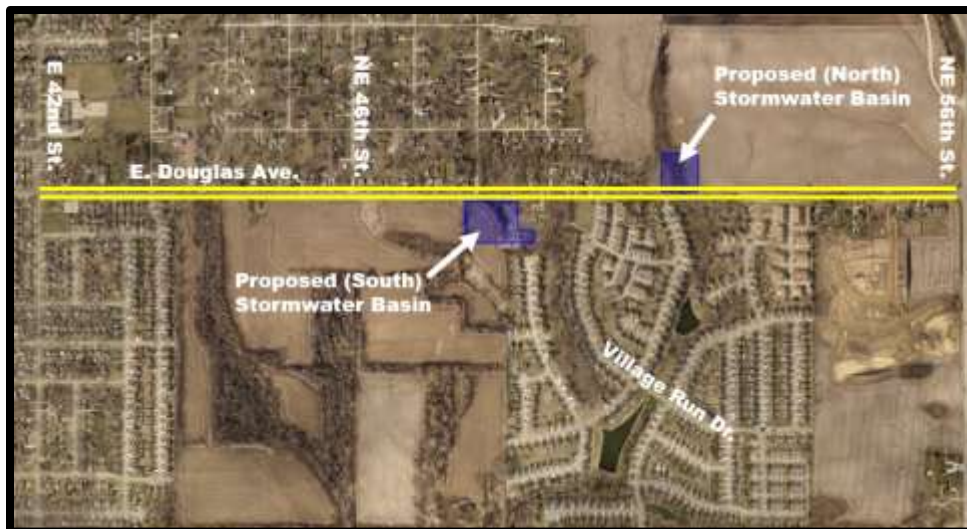 E 42nd St.
NE 46th St.
NE 56th St.
Proposed (North)
Stormwater Basin
E. Douglas Ave.
Proposed (South)
Stormwater Basin
Village Run Dr.